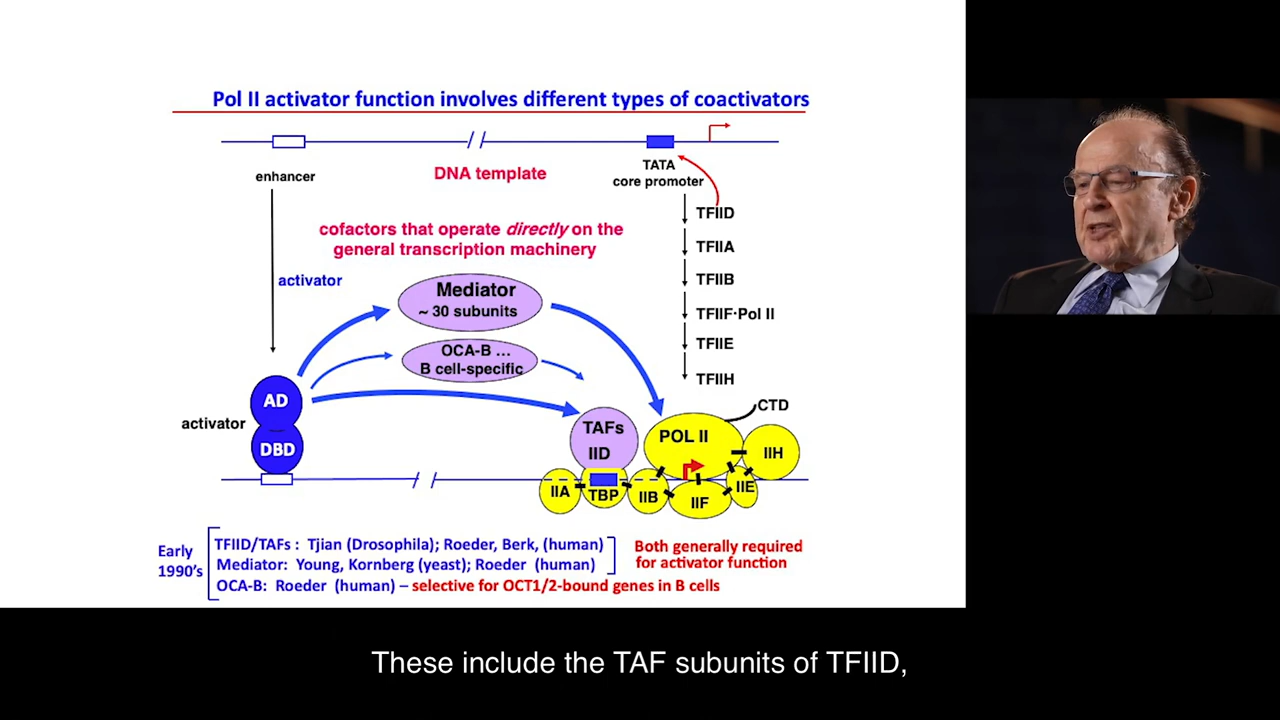 Pol II activator function involves different types of coactivators
enhancer
DNA template
TATA
core promoter
TFIID
cofactors that operate directly on the
general transcription machinery
TFIIA
TFIIB
activator
Mediator
~ 30 subunits
TFIIF·Pol II
TFIIE
OCA-B ...
B cell-specific
TFIIH
AD
activator
DBD
CTD
TAFs
IID
POL II
IIH
IIA
TBP
IIB
IIF
IIE
Early
1990's
TFIID/TAFs : Tjian (Drosophila); Roeder, Berk, (human)
Mediator: Young, Kornberg (yeast); Roeder (human)
Both generally required
for activator function
OCA-B: Roeder (human) – selective for OCT1/2-bound genes in B cells
These include the TAF subunits of TFIID,